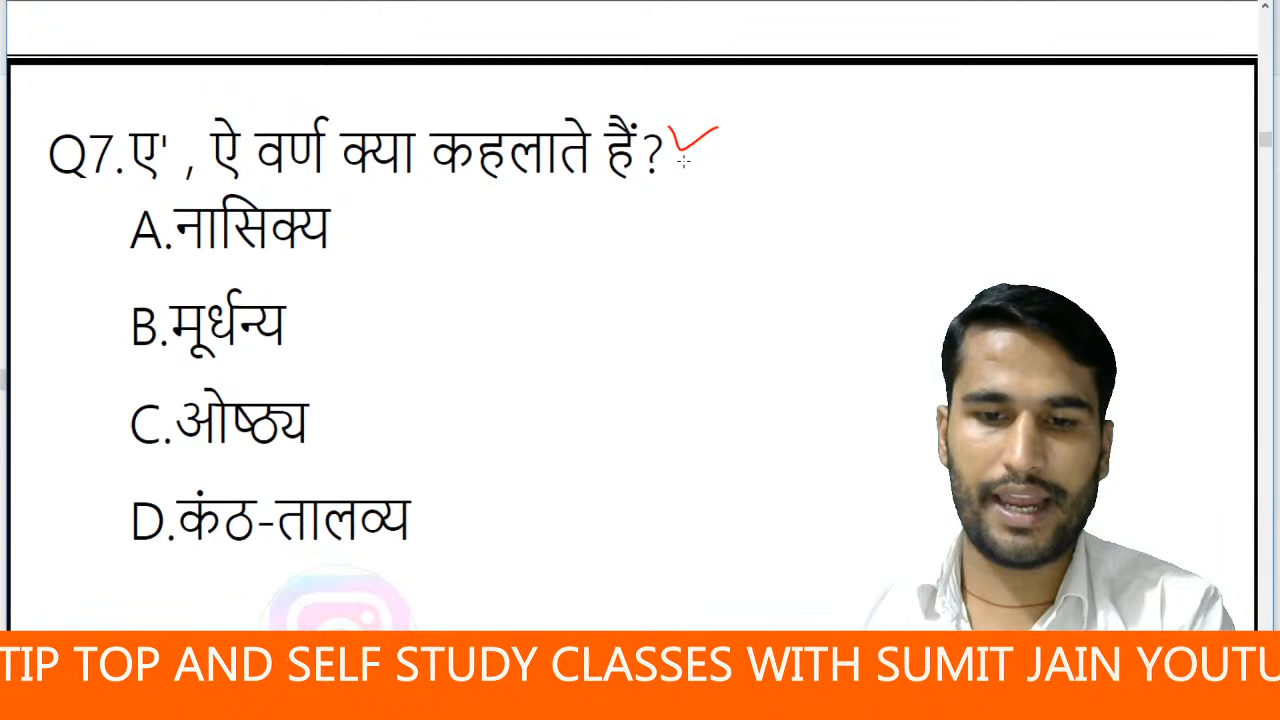 Q7.ए' , ऐ वर्ण क्या कहलाते हैं?
A.नासिक्य
B.मूर्धन्य
C.ओष्ठ्य
D.कंठ-तालव्य
TIP TOP AND SELF STUDY CLASSES WITH SUMIT JAIN YOUTU